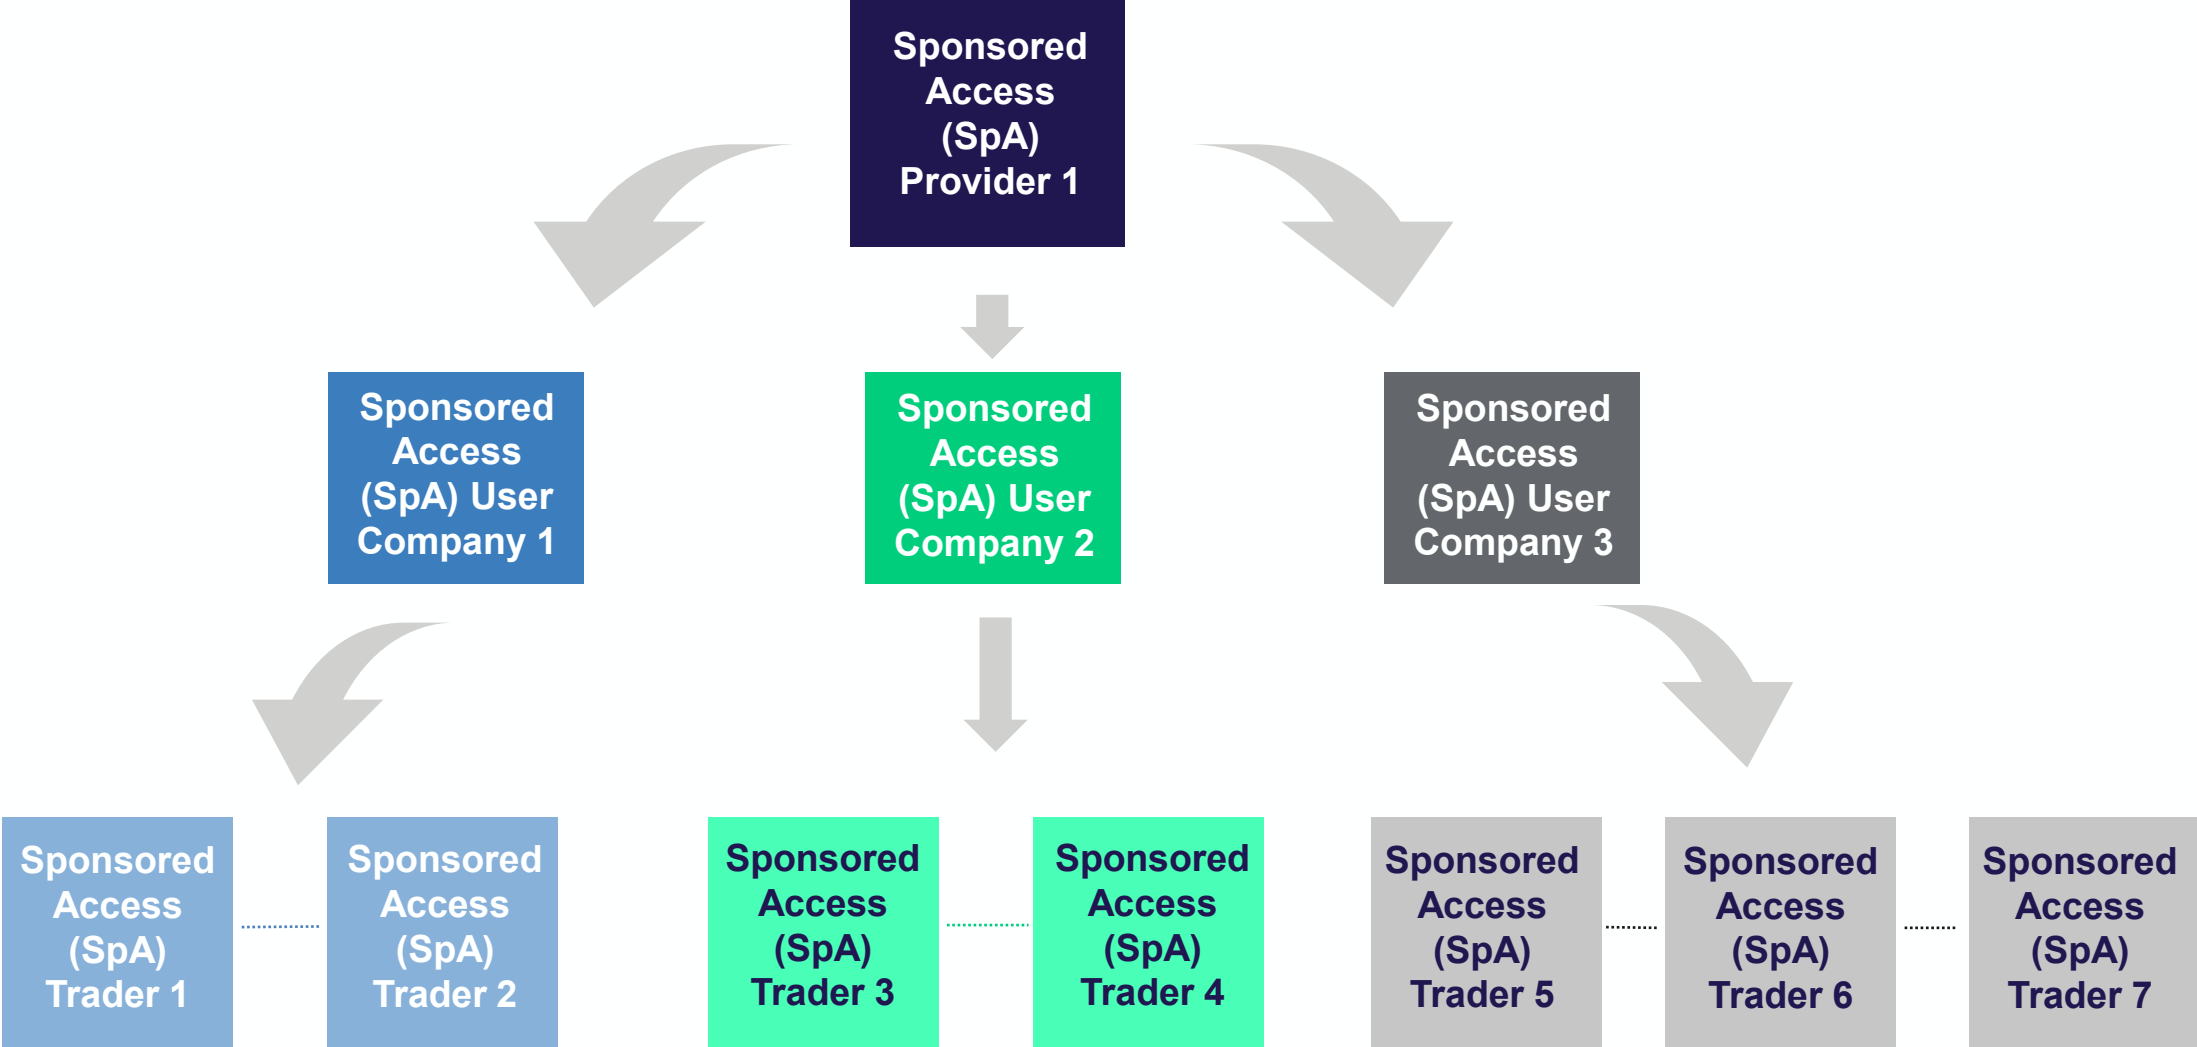 Sponsored
Access
(SpA)
Provider 1
Sponsored
Access
(SpA) User
Company 1
Sponsored
Access
(SpA) User
Company 2
Sponsored
Access
(SpA) User
Company 3
Sponsored
Access
(SpA)
Trader 1
Sponsored
Access
(SpA)
Trader 2
Sponsored
Access
(SpA)
Trader 3
Sponsored
Access
(SpA)
Trader 4
Sponsored
Access
(SpA)
Trader 5
Sponsored
Access
(SpA)
Trader 6
Sponsored
Access
(SpA)
Trader 7